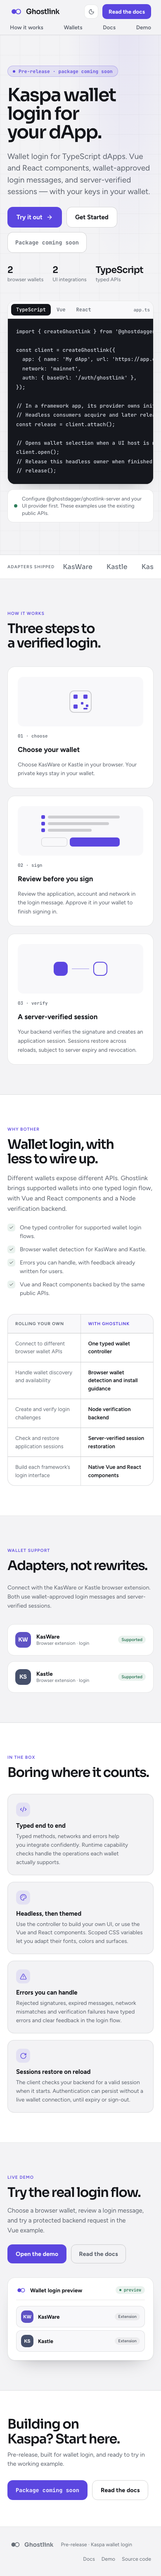 Ghostlink
Read the docs
How it works
Wallets
Docs
Demo
Pre-release · package coming soon
Kaspa wallet
login for
your dApps.
Wallet login for TypeScript dApps. Vue
and React components, wallet-approved
login messages, and server-verified
sessions — with your keys in your wallet.
Try it out →
Get Started
Package coming soon
2
browser wallets
2
UI integrations
TypeScript
typed APIs
TypeScript
Vue
React
app.ts
import { createGhostlink } from '@ghostdagger
const client = createGhostlink({
app: { name: 'My dApp', url: 'https://app.
network: 'mainnet',
auth: { baseUrl: '/auth/ghostlink' },
});
// In a framework app, its provider owns init
// Headless consumers acquire and later relea
const release = client.attach();
// Opens wallet selection when a UI host is m
client.open();
// Release this headless owner when finished
// release();
Configure @ghostdagger/ghostlink-server and your
UI provider first. These examples use the existing
public APIs.
ADAPTERS SHIPPED
KasWare
Kastle
Kas
HOW IT WORKS
Three steps to
a verified login.
01 · choose
Choose your wallet
Choose KasWare or Kastle in your browser. Your
private keys stay in your wallet.
02 · sign
Review before you sign
Review the application, account and network in
the login message. Approve it in your wallet to
finish signing in.
03 · verify
A server-verified session
Your backend verifies the signature and creates an
application session. Sessions restore across
reloads, subject to server expiry and revocation.
WHY BOTHER
Wallet login, with
less to wire up.
Different wallets expose different APIs. Ghostlink
brings supported wallets into one typed login flow,
with Vue and React components and a Node
verification backend.
One typed controller for supported wallet login
flows.
Browser wallet detection for KasWare and Kastle.
Errors you can handle, with feedback already
written for users.
Vue and React components backed by the same
public APIs.
ROLLING YOUR OWN
WITH GHOSTLINK
Connect to different
browser wallet APIs
One typed wallet
controller
Handle wallet discovery
and availability
Browser wallet
detection and install
guidance
Create and verify login
challenges
Node verification
backend
Check and restore
application sessions
Server-verified session
restoration
Build each framework's
login interface
Native Vue and React
components
WALLET SUPPORT
Adapters, not rewrites.
Connect with the KasWare or Kastle browser extension.
Both use wallet-approved login messages and server-
verified sessions.
KW
KasWare
Browser extension · login
Supported
KS
Kastle
Browser extension · login
Supported
IN THE BOX
Boring where it counts.
Typed end to end
Typed methods, networks and errors help
you integrate confidently. Runtime capability
checks handle the operations each wallet
actually supports.
Headless, then themed
Use the controller to build your own UI, or use the
Vue and React components. Scoped CSS variables
let you adapt their fonts, colors and surfaces.
Errors you can handle
Rejected signatures, expired messages, network
mismatches and verification failures have typed
errors and clear feedback in the login flow.
Sessions restore on reload
The client checks your backend for a valid session
when it starts. Authentication can persist without a
live wallet connection, until expiry or sign-out.
LIVE DEMO
Try the real login flow.
Choose a browser wallet, review a login message,
and try a protected backend request in the
Vue example.
Open the demo
Read the docs
Wallet login preview
preview
KW
KasWare
Extension
KS
Kastle
Extension
Building on
Kaspa? Start here.
Pre-release, built for wallet login, and ready to try in
the working example.
Package coming soon
Read the docs
Ghostlink
Pre-release · Kaspa wallet login
Docs
Demo
Source code